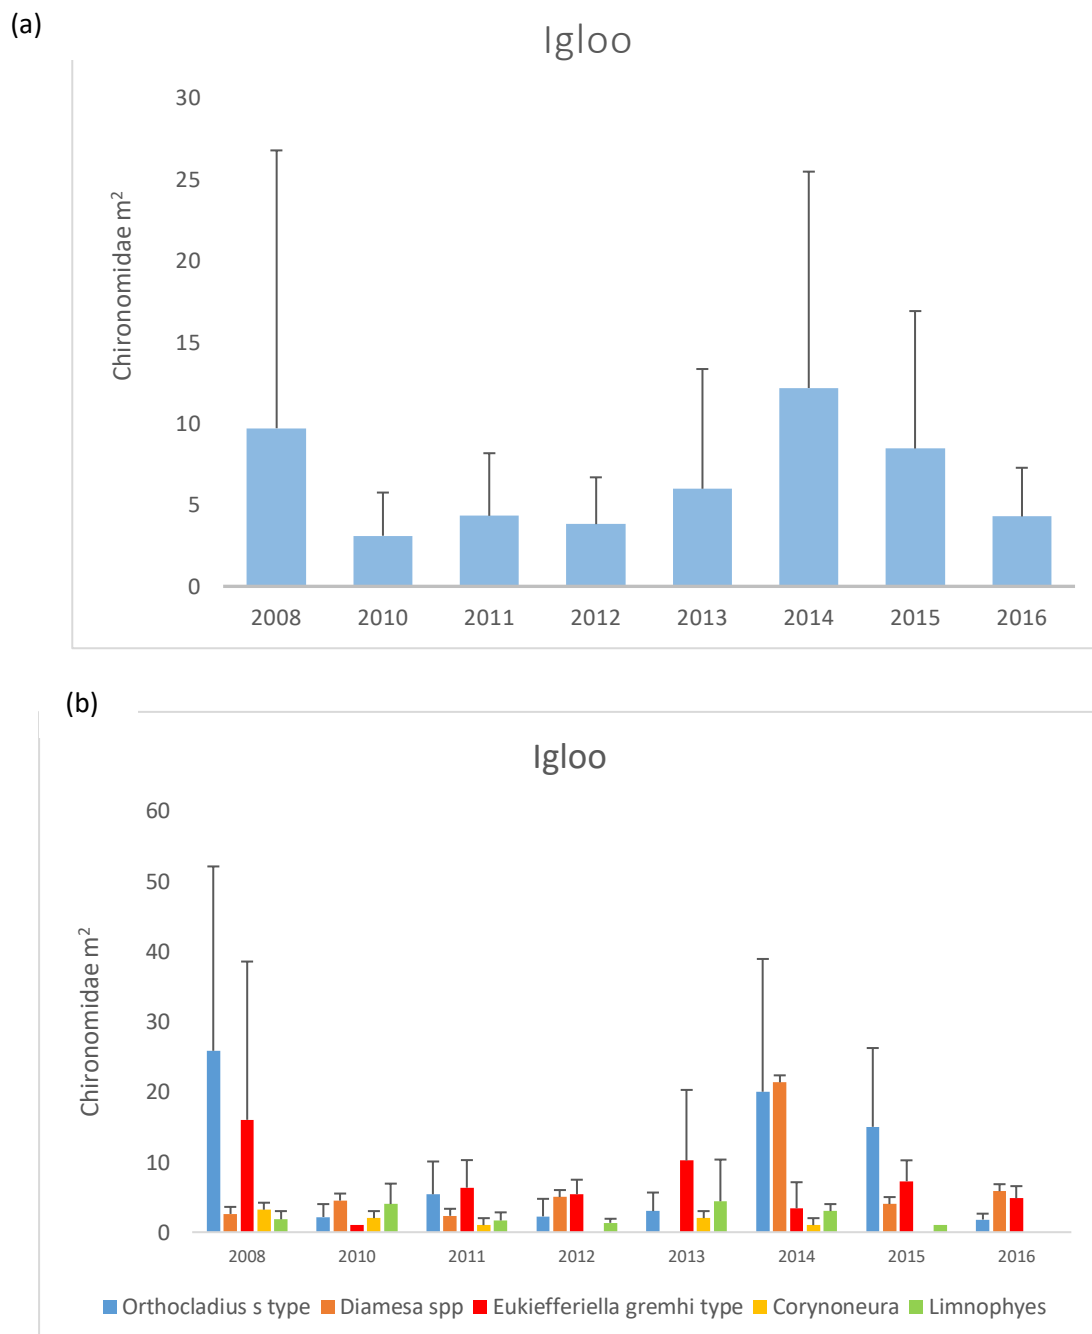 (a)
Igloo
30
25
20
15
10
5
0
Chironomidae m²
2008 2010 2011 2012 2013 2014 2015 2016
(b)
Igloo
60
50
40
30
20
10
0
Chironomidae m²
2008 2010 2011 2012 2013 2014 2015 2016
Orthocladius s type Diamesa spp Eukiefferiella gremhi type Corynoneura Limnophyes